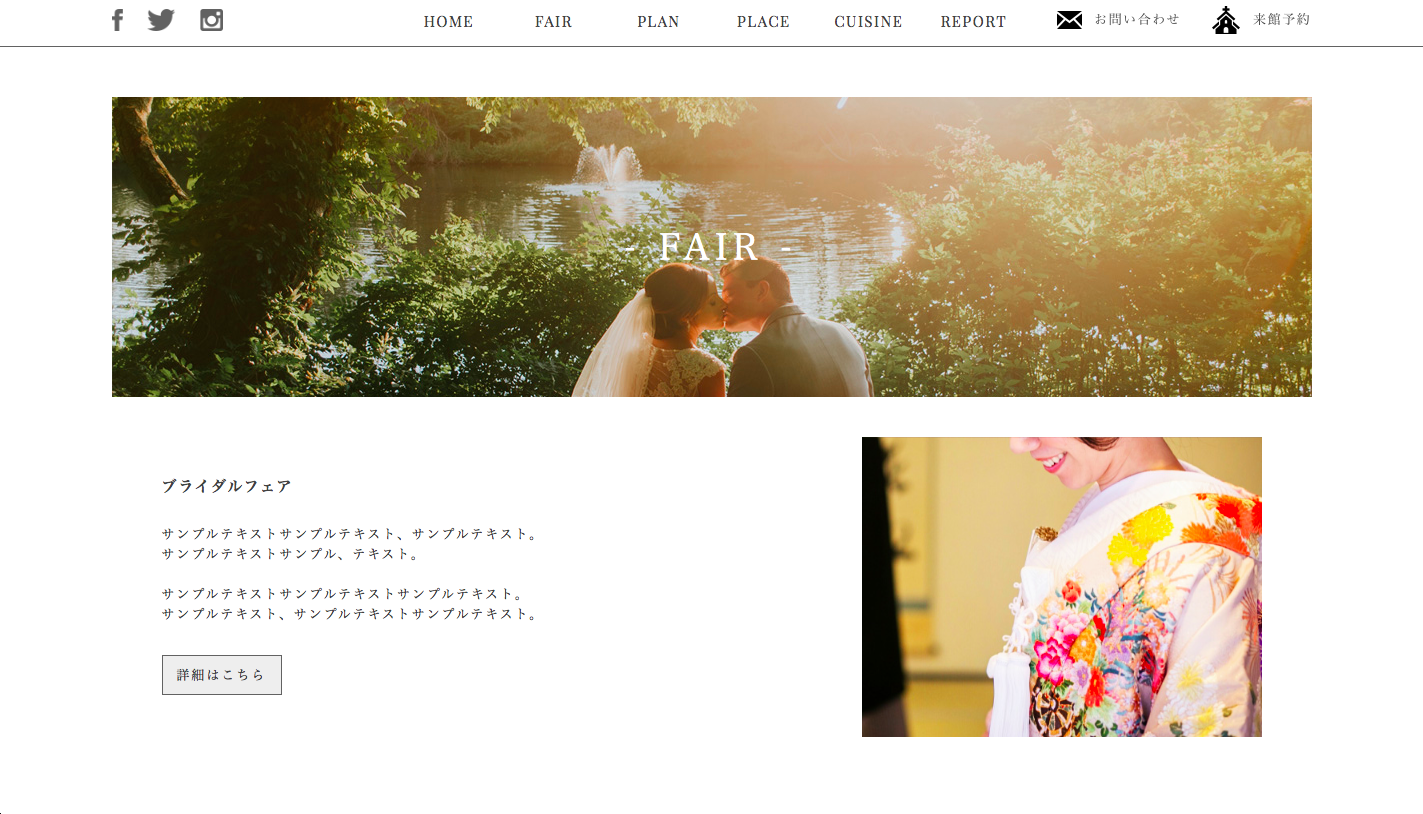 HOME FAIR PLAN PLACE CUISINE REPORT お問い合わせ 来館予約
- FAIR -
ブライダルフェア
サンプルテキストサンプルテキスト、サンプルテキスト。
サンプルテキストサンプル、テキスト。
サンプルテキストサンプルテキストサンプルテキスト。
サンプルテキスト、サンプルテキストサンプルテキスト。
詳細はこちら